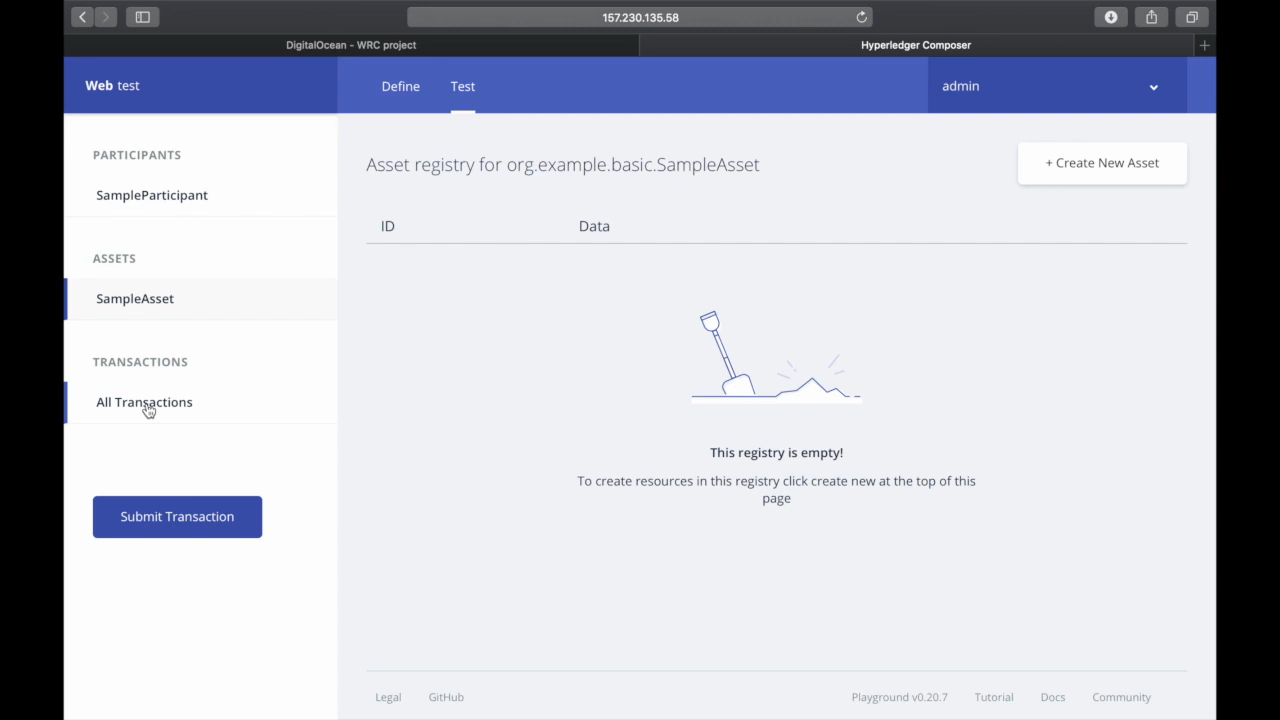 157.230.135.58
DigitalOcean - WRC project
Hyperledger Composer
Web test
Define
Test
admin
PARTICIPANTS
SampleParticipant
ASSETS
SampleAsset
TRANSACTIONS
All Transactions
Submit Transaction
Asset registry for org.example.basic.SampleAsset
+ Create New Asset
ID
Data
This registry is empty!
To create resources in this registry click create new at the top of this
page
Legal
GitHub
Playground v0.20.7
Tutorial
Docs
Community